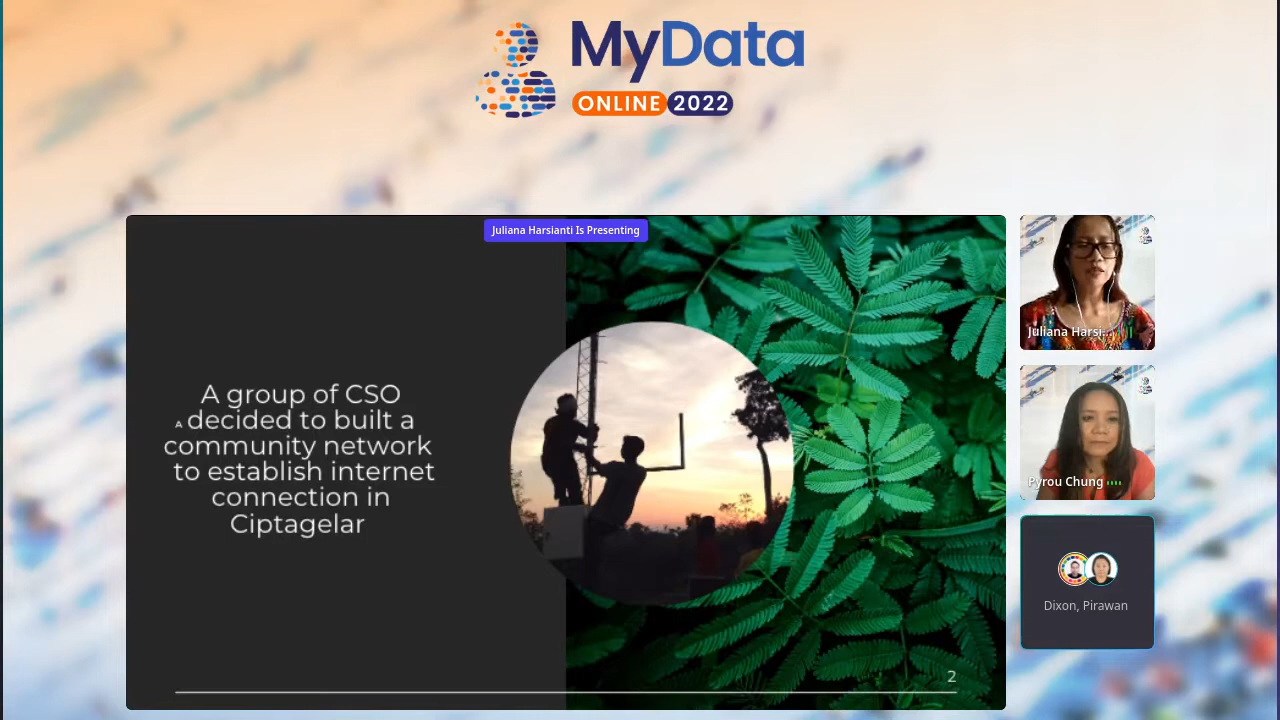 MyData
ONLINE 2022
Juliana Harsianti Is Presenting
A group of CSO
A decided to built a
community network
to establish internet
connection in
Ciptagelar
2
Juliana Harsi...
Pyrou Chung
Dixon, Pirawan